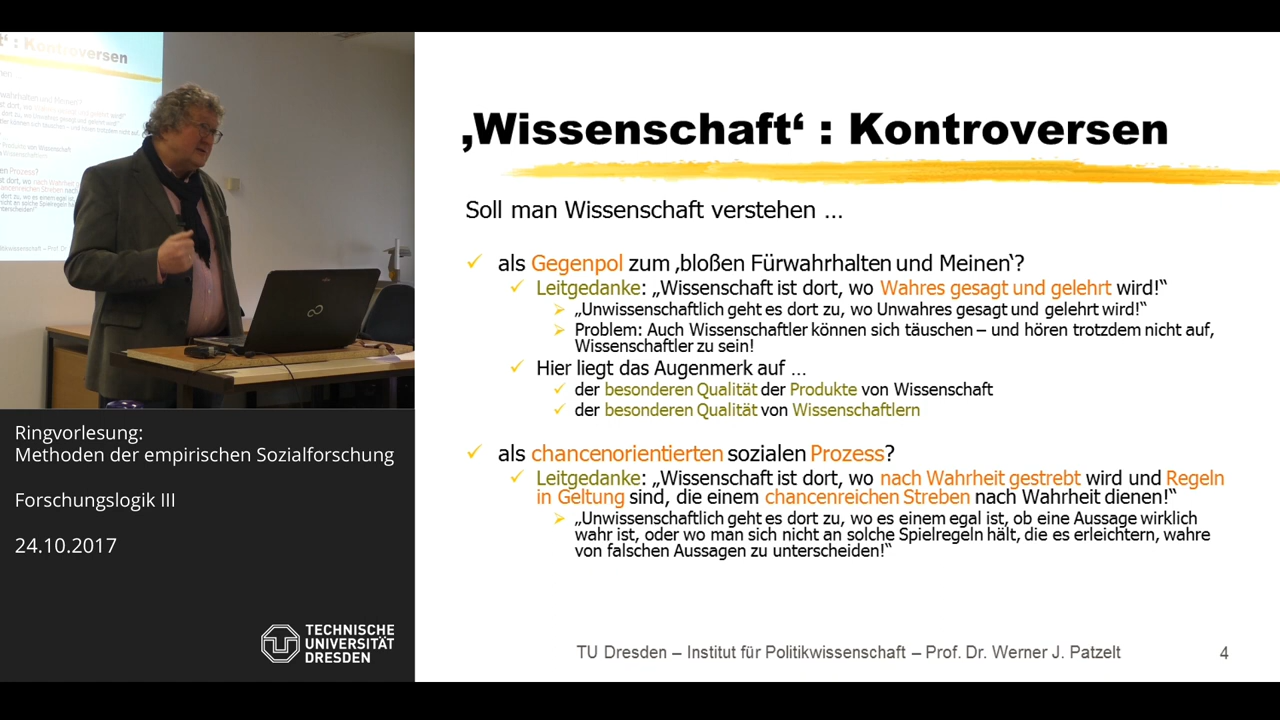 ‚Wissenschaft‘ : Kontroversen
Soll man Wissenschaft verstehen …
als Gegenpol zum ‚bloßen Fürwahrhalten und Meinen‘?
Leitgedanke: „Wissenschaft ist dort, wo Wahres gesagt und gelehrt wird!“
„Unwissenschaftlich geht es dort zu, wo Unwahres gesagt und gelehrt wird!“
Problem: Auch Wissenschaftler können sich täuschen – und hören trotzdem nicht auf,
Wissenschaftler zu sein!
Hier liegt das Augenmerk auf …
der besonderen Qualität der Produkte von Wissenschaft
der besonderen Qualität von Wissenschaftlern
als chancenorientierten sozialen Prozess?
Leitgedanke: „Wissenschaft ist dort, wo nach Wahrheit gestrebt wird und Regeln
in Geltung sind, die einem chancenreichen Streben nach Wahrheit dienen!“
„Unwissenschaftlich geht es dort zu, wo es einem egal ist, ob eine Aussage wirklich
wahr ist, oder wo man sich nicht an solche Spielregeln hält, die es erleichtern, wahre
von falschen Aussagen zu unterscheiden!“
TU Dresden – Institut für Politikwissenschaft – Prof. Dr. Werner J. Patzelt
4
Ringvorlesung:
Methoden der empirischen Sozialforschung
Forschungslogik III
24.10.2017
TECHNISCHE
UNIVERSITÄT
DRESDEN